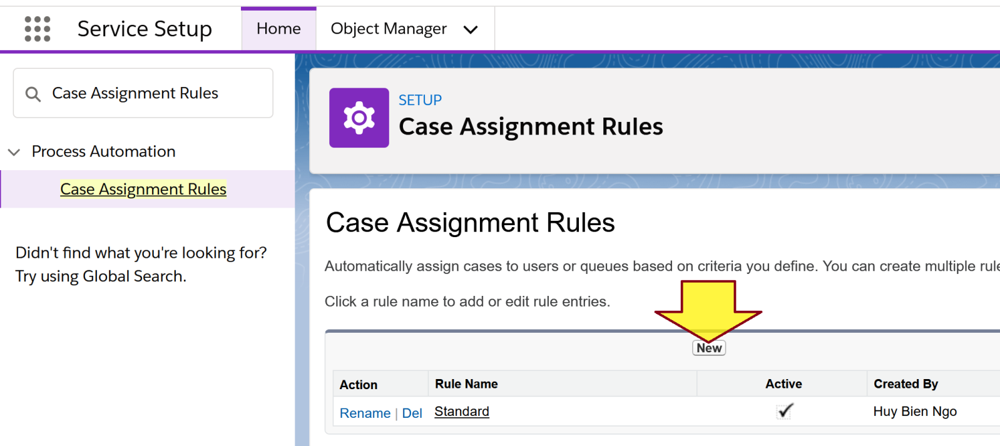 Service Setup
Home
Object Manager
Case Assignment Rules
Process Automation
Case Assignment Rules
Didn't find what you're looking for?
Try using Global Search.
SETUP
Case Assignment Rules
Case Assignment Rules
Automatically assign cases to users or queues based on criteria you define. You can create multiple
Click a rule name to add or edit rule entries.
New
Action Rule Name Active Created By
Rename | Del Standard Huy Bien Ngo